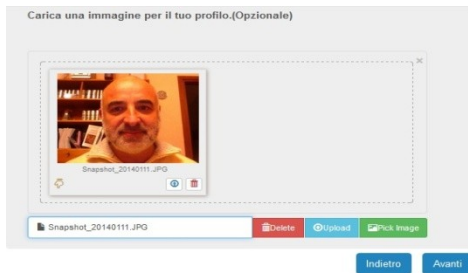 Carica una immagine per il tuo profilo.(Opzionale)
Snapshot_20140111.JPG
Snapshot_20140111.JPG Delete Upload Pick Image
Indietro Avanti